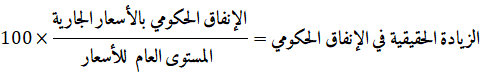 الزيادة الحقيقية في الإنفاق الحكومي = الإنفاق الحكومي بالأسعار الجارية / المستوى العام للأسعار × 100